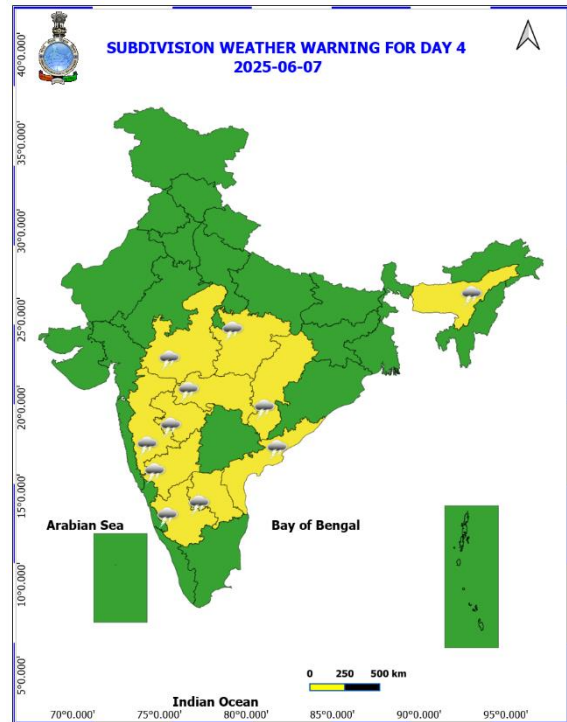 SUBDIVISION WEATHER WARNING FOR DAY 4
2025-06-07
40°0.000'
35°0.000'
30°0.000'
25°0.000'
20°0.000'
15°0.000'
10°0.000'
5°0.000'
Arabian Sea
Bay of Bengal
0 250 500 km
Indian Ocean
70°0.000' 75°0.000' 80°0.000' 85°0.000' 90°0.000' 95°0.000'